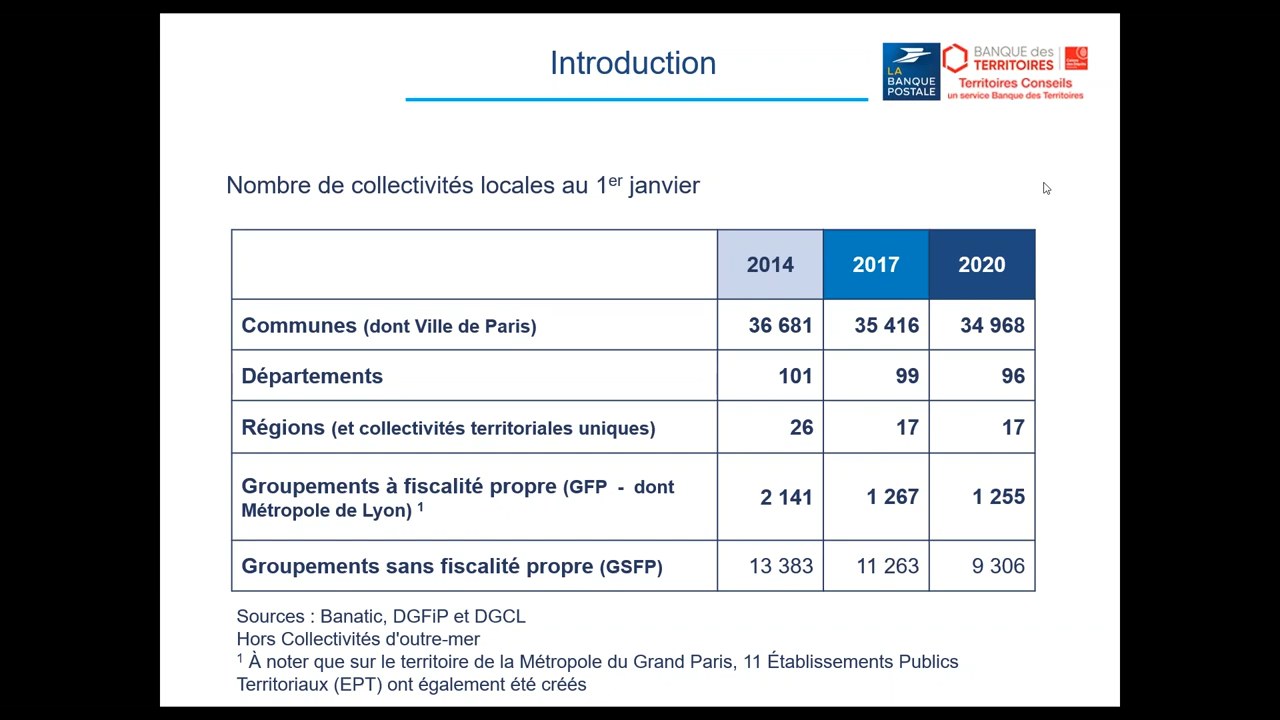 Introduction
LA
BANQUE
POSTALE
BANQUE des
TERRITOIRES
Territoires Conseils
un service Banque des Territoires
Nombre de collectivités locales au 1er janvier
2014 2017 2020
Communes (dont Ville de Paris) 36 681 35 416 34 968
Départements 101 99 96
Régions (et collectivités territoriales uniques) 26 17 17
Groupements à fiscalité propre (GFP - dont
Métropole de Lyon) 1 2 141 1 267 1 255
Groupements sans fiscalité propre (GSFP) 13 383 11 263 9 306
Sources : Banatic, DGFiP et DGCL
Hors Collectivités d'outre-mer
1 À noter que sur le territoire de la Métropole du Grand Paris, 11 Établissements Publics
Territoriaux (EPT) ont également été créés